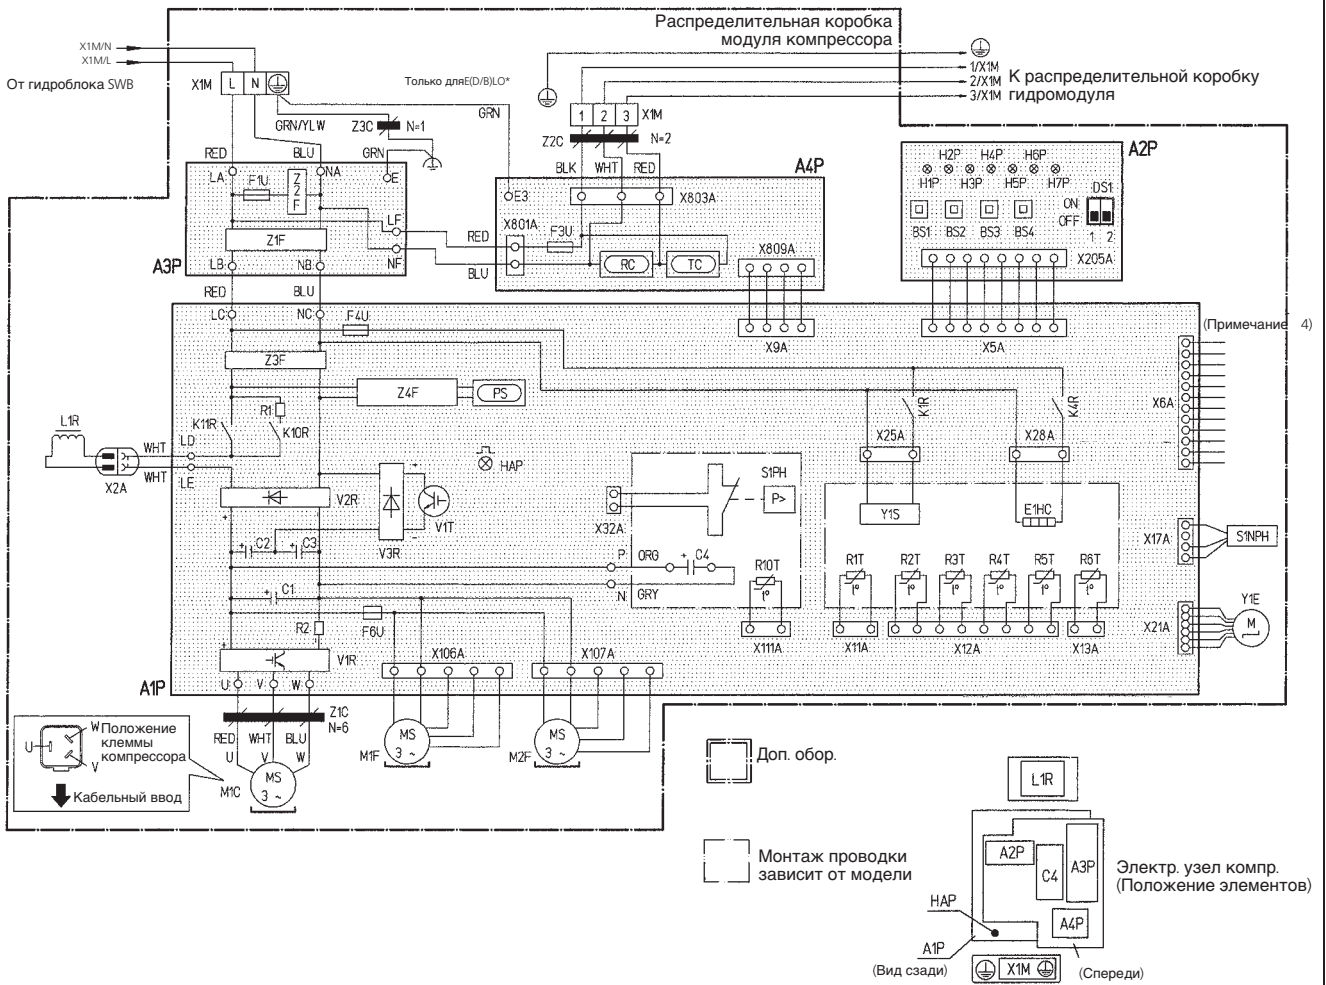 Распределительная коробка
модуля компрессора
X1M/N
X1M/L
От гидроблока SWB
X1M L N
Только дляE(D/B)LO*
GRN
1/X1M
2/X1M
3/X1M
К распределительной коробку
гидромодуля
1 2 3 X1M
GRN/YLW Z3C N=1
Z2C N=2
RED BLU GRN
BLK WHT RED
A4P
A2P
H2P H4P H6P
H1P H3P H5P H7P
DS1
ON
OFF
1 2
BS1 BS2 BS3 BS4
X205A
LA F1U Z2F NA E
E3 X803A
X801A
F3U
LF
RED
Z1F
NF
BLU
RC TC
X809A
A3P LB NB
RED BLU
LC NC F4U
X9A X5A
(Примечание 4)
Z3F
Z4F PS
R1
K11R K10R
K1R K4R
X6A
L1R
WHT LD
WHT LE
X2A
X25A X28A
HAP
S1PH
P>
V2R
V3R
V1T
X32A
Y1S E1HC
X17A S1NPH
C2 C3
P ORG C4
N GRY
R10T
t°
R1T R2T R3T R4T R5T R6T
t° t° t° t° t° t°
C1
R2 F6U
X111A X11A X12A X13A
X21A Y1E
M
V1R
X106A X107A
A1P U V W
Z1C
N=6
RED WHT BLU
U V W
M1C MS
3 ~
M1F MS
3 ~
M2F MS
3 ~
W Положение
клеммы
компрессора
U
V
Кабельный ввод
Доп. обор.
Монтаж проводки
зависит от модели
L1R
A2P C4 A3P
A4P
HAP
A1P
(Вид сзади)
X1M
(Спереди)
Электр. узел компр.
(Положение элементов)